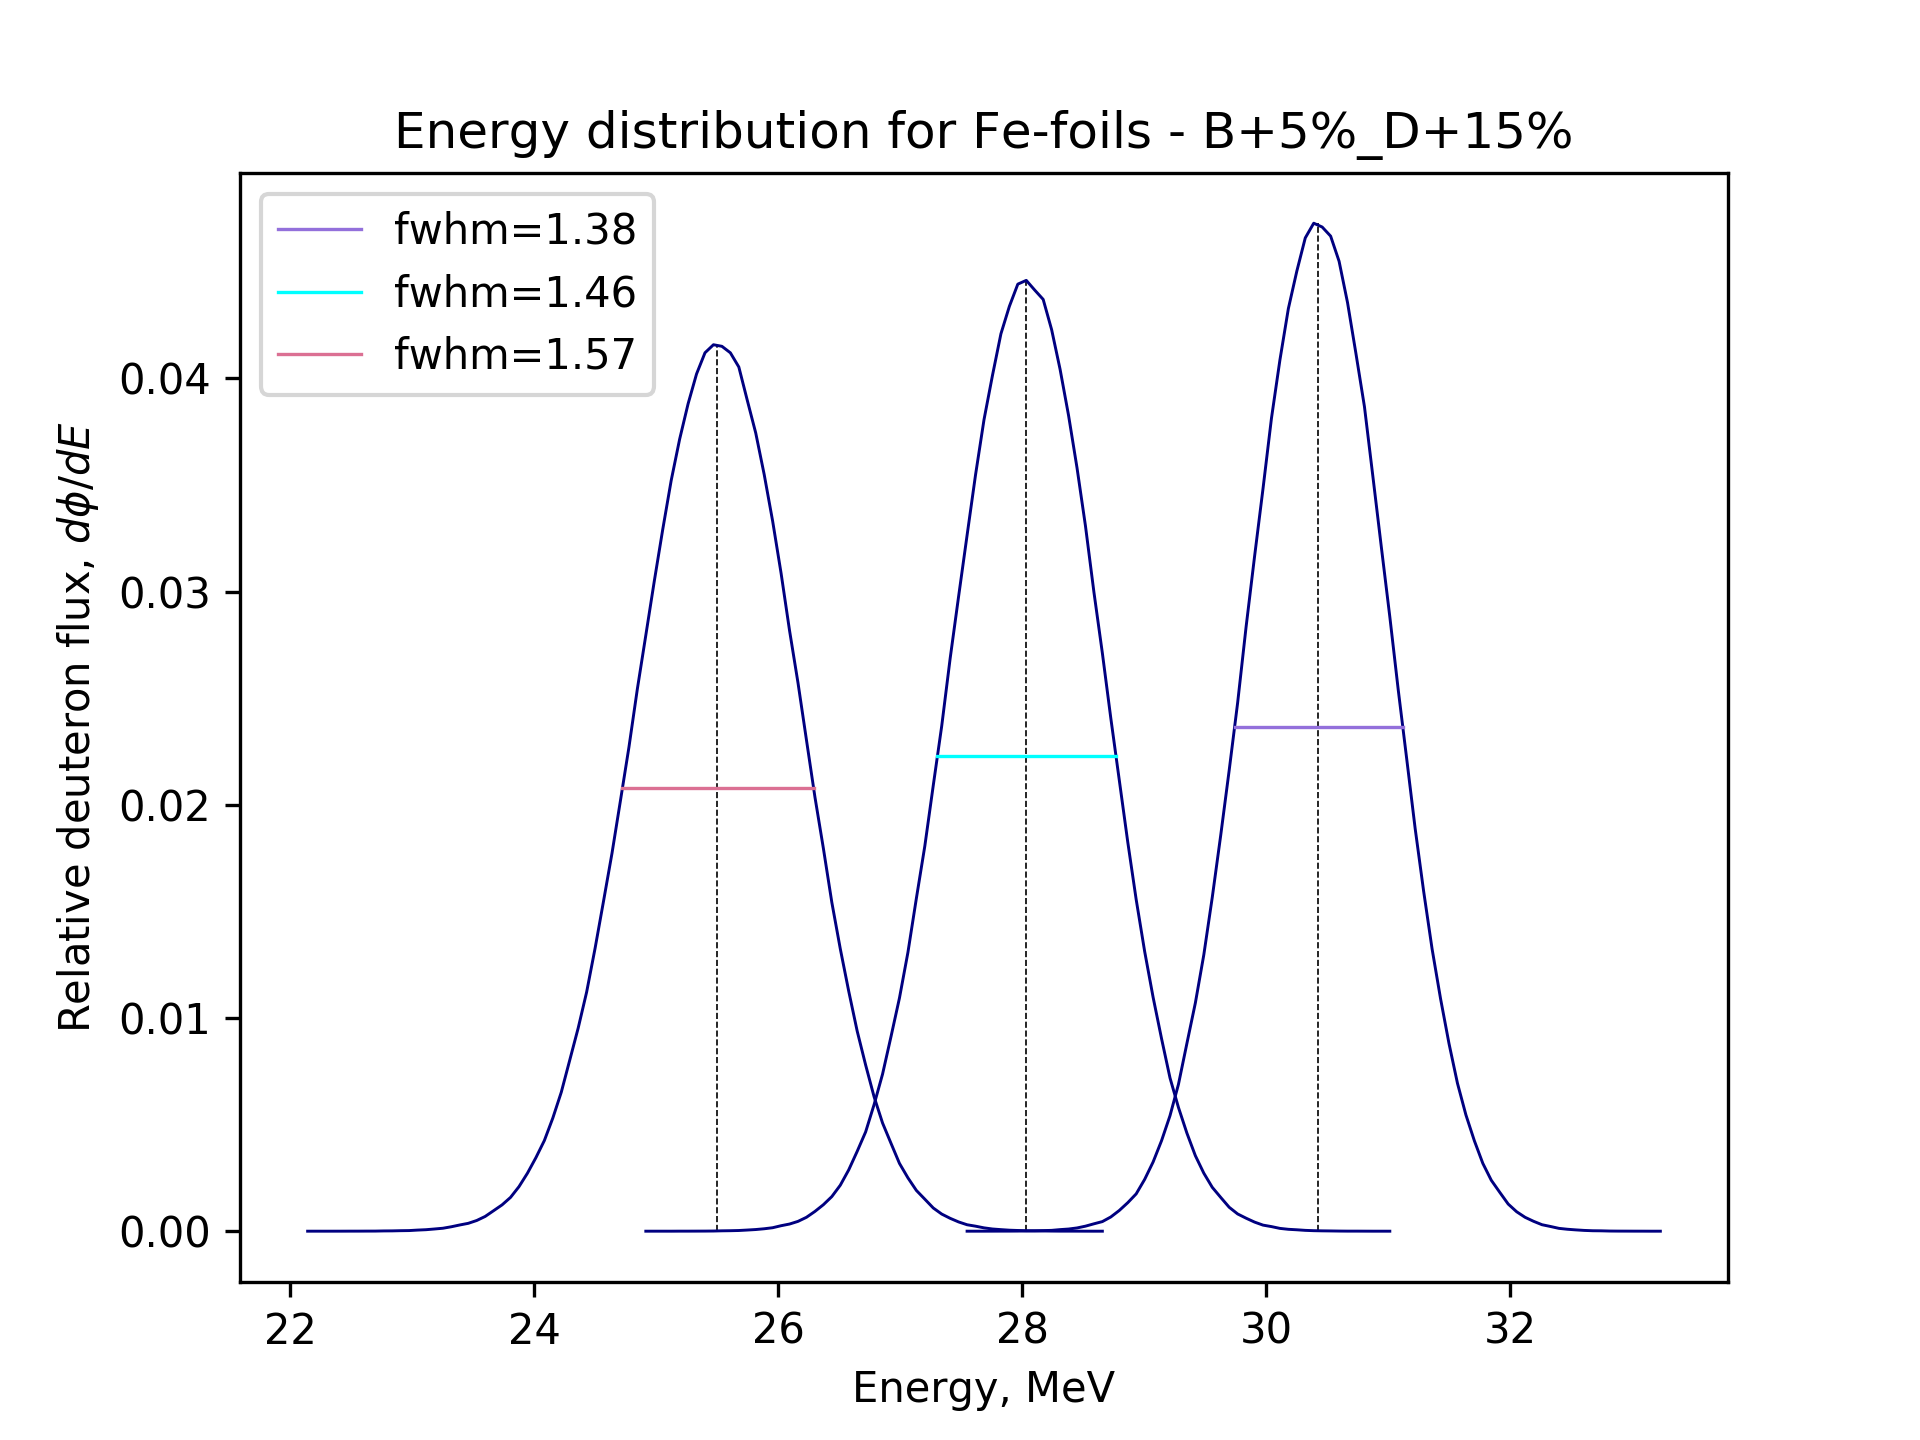 Energy distribution for Fe-foils - B+5%_D+15%
fwhm=1.38
fwhm=1.46
fwhm=1.57
Relative deuteron flux, dϕ/dE
0.04
0.03
0.02
0.01
0.00
22 24 26 28 30 32
Energy, MeV